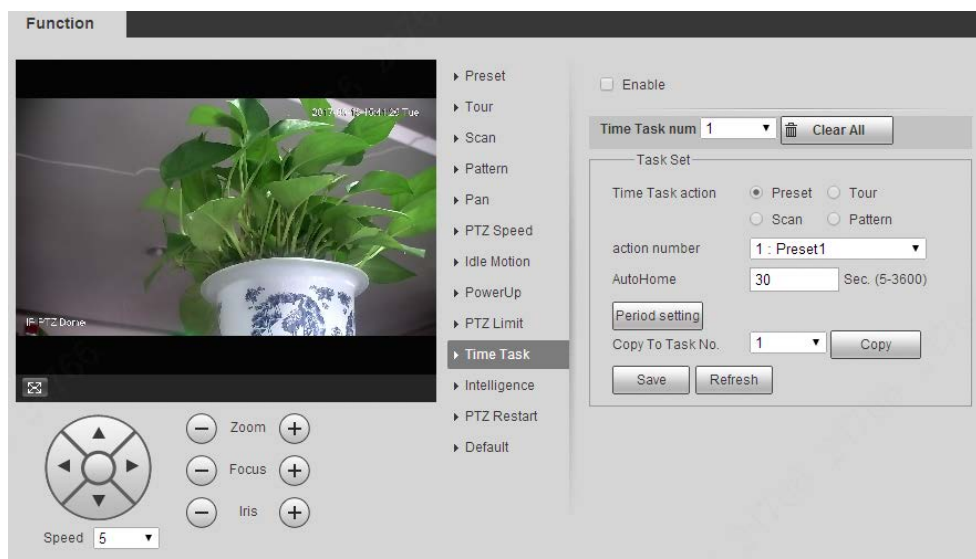 Function
Preset
Tour
Scan
Pattern
Pan
PTZ Speed
Idle Motion
PowerUp
PTZ Limit
Time Task
Intelligence
PTZ Restart
Default
IP PTZ Dome
Zoom
Focus
Iris
Speed 5
Enable
Time Task num 1 Clear All
Task Set
Time Task action Preset Tour
Scan Pattern
action number 1 : Preset1
AutoHome 30 Sec. (5-3600)
Period setting
Copy To Task No. 1 Copy
Save Refresh